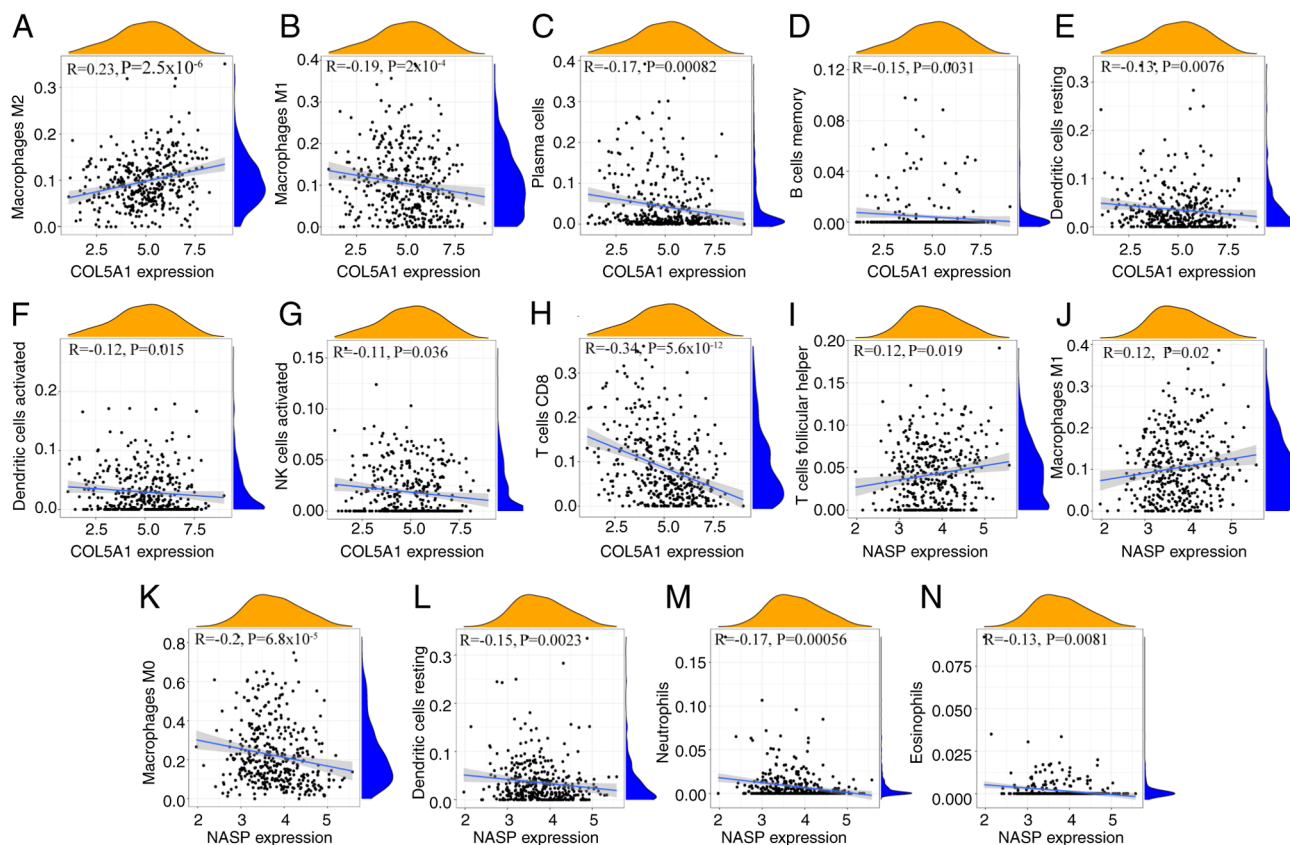 A
R=0.23, P=2.5x10⁻⁶
Macrophages M2
0.3
0.2
0.1
0.0
2.5 5.0 7.5
COL5A1 expression
B
R=-0.19, P=2x10⁻⁴
Macrophages M1
0.4
0.3
0.2
0.1
0.0
2.5 5.0 7.5
COL5A1 expression
C
R=-0.17, P=0.00082
Plasma cells
0.4
0.3
0.2
0.1
0.0
2.5 5.0 7.5
COL5A1 expression
D
R=-0.15, P=0.0031
B cells memory
0.12
0.08
0.04
0.00
2.5 5.0 7.5
COL5A1 expression
E
R=-0.13, P=0.0076
Dendritic cells resting
0.3
0.2
0.1
0.0
2.5 5.0 7.5
COL5A1 expression
F
R=-0.12, P=0.015
Dendritic cells activated
0.2
0.1
0.0
2.5 5.0 7.5
COL5A1 expression
G
R=-0.11, P=0.036
NK cells activated
0.15
0.10
0.05
0.00
2.5 5.0 7.5
COL5A1 expression
H
R=-0.34, P=5.6x10⁻¹²
T cells CD8
0.3
0.2
0.1
0.0
2.5 5.0 7.5
COL5A1 expression
I
R=0.12, P=0.019
T cells follicular helper
0.20
0.15
0.10
0.05
0.00
2 3 4 5
NASP expression
J
R=0.12, P=0.02
Macrophages M1
0.4
0.3
0.2
0.1
0.0
2 3 4 5
NASP expression
K
R=-0.2, P=6.8x10⁻⁵
Macrophages M0
0.8
0.6
0.4
0.2
0.0
2 3 4 5
NASP expression
L
R=-0.15, P=0.0023
Dendritic cells resting
0.3
0.2
0.1
0.0
2 3 4 5
NASP expression
M
R=-0.17, P=0.00056
Neutrophils
0.15
0.10
0.05
0.00
2 3 4 5
NASP expression
N
R=-0.13, P=0.0081
Eosinophils
0.075
0.050
0.025
0.000
2 3 4 5
NASP expression